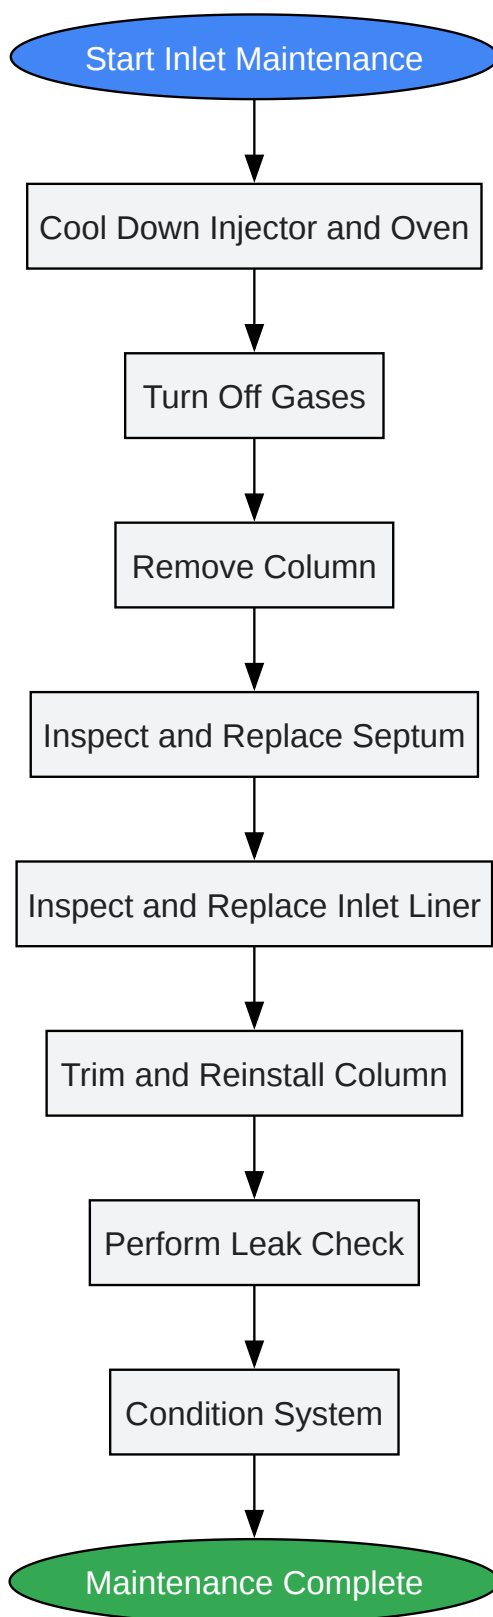 Start Inlet Maintenance
Cool Down Injector and Oven
Turn Off Gases
Remove Column
Inspect and Replace Septum
Inspect and Replace Inlet Liner
Trim and Reinstall Column
Perform Leak Check
Condition System
Maintenance Complete